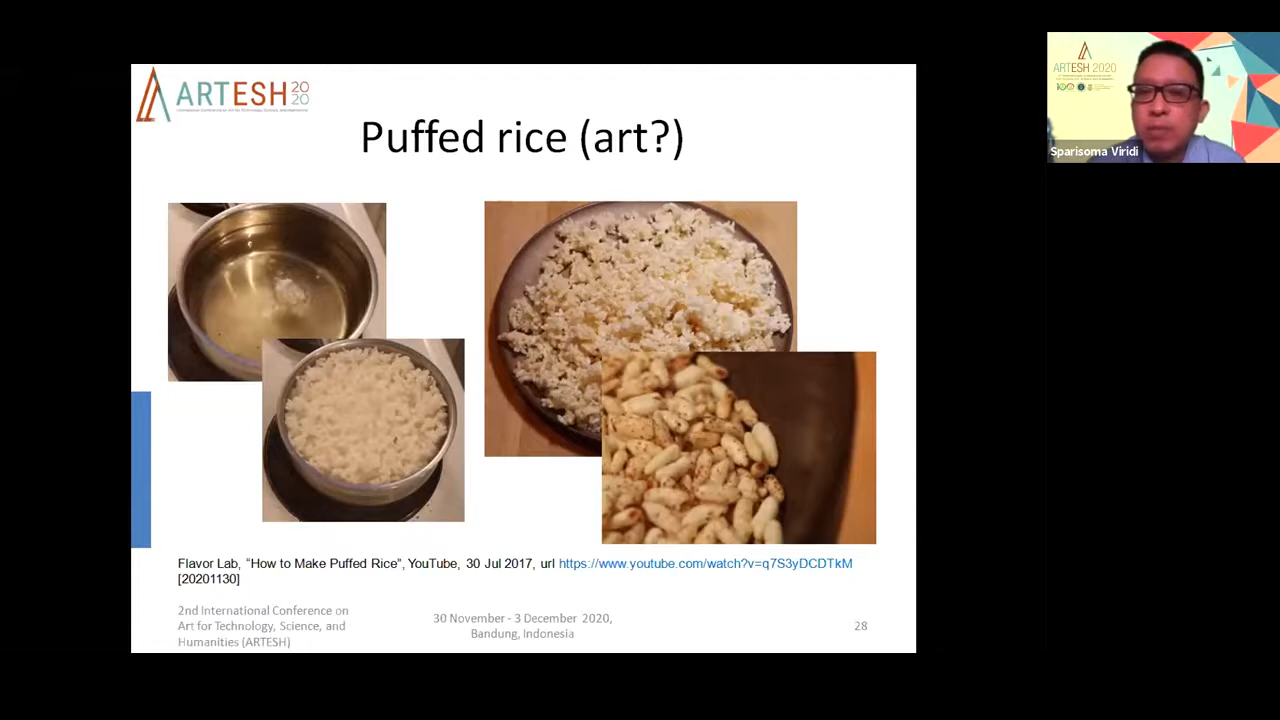 ARTESH 20
20
Puffed rice (art?)
Flavor Lab, “How to Make Puffed Rice”, YouTube, 30 Jul 2017, url https://www.youtube.com/watch?v=q7S3yDCDTkM
[20201130]
2nd International Conference on
Art for Technology, Science, and
Humanities (ARTESH)
30 November - 3 December 2020,
Bandung, Indonesia
28
ARTESH 2020
Sparisoma Viridi